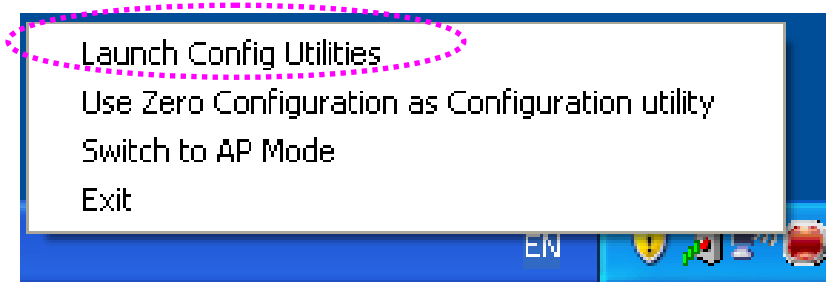 Launch Config Utilities
Use Zero Configuration as Configuration utility
Switch to AP Mode
Exit
EN